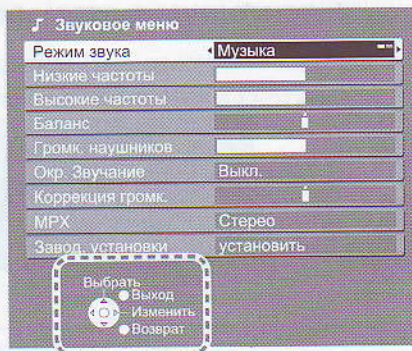 Звуковое меню
Режим звука Музыка
Низкие частоты
Высокие частоты
Баланс
Громк. наушников
Окр. Звучание Выкл.
Коррекция громк.
MPX Стерео
Завод. установки установить
Выбрать
Выход
Изменить
Возврат